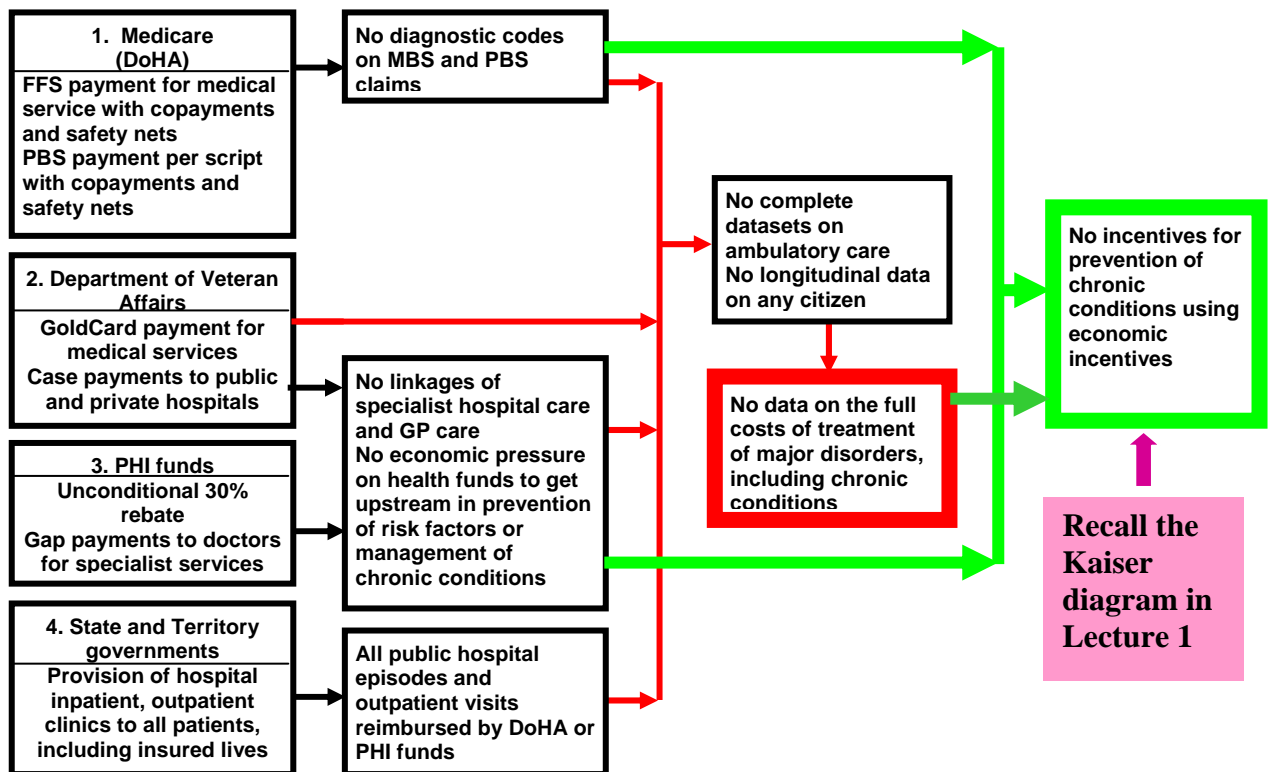 1. Medicare
(DoHA)
FFS payment for medical
service with copayments
and safety nets
PBS payment per script
with copayments and
safety nets
No diagnostic codes
on MBS and PBS
claims
2. Department of Veteran
Affairs
GoldCard payment for
medical services
Case payments to public
and private hospitals
3. PHI funds
Unconditional 30%
rebate
Gap payments to doctors
for specialist services
No linkages of
specialist hospital care
and GP care
No economic pressure
on health funds to get
upstream in prevention
of risk factors or
management of
chronic conditions
4. State and Territory
governments
Provision of hospital
inpatient, outpatient
clinics to all patients,
including insured lives
All public hospital
episodes and
outpatient visits
reimbursed by DoHA or
PHI funds
No complete
datasets on
ambulatory care
No longitudinal data
on any citizen
No data on the full
costs of treatment
of major disorders,
including chronic
conditions
No incentives for
prevention of
chronic conditions
using economic
incentives
Recall the
Kaiser
diagram in
Lecture 1